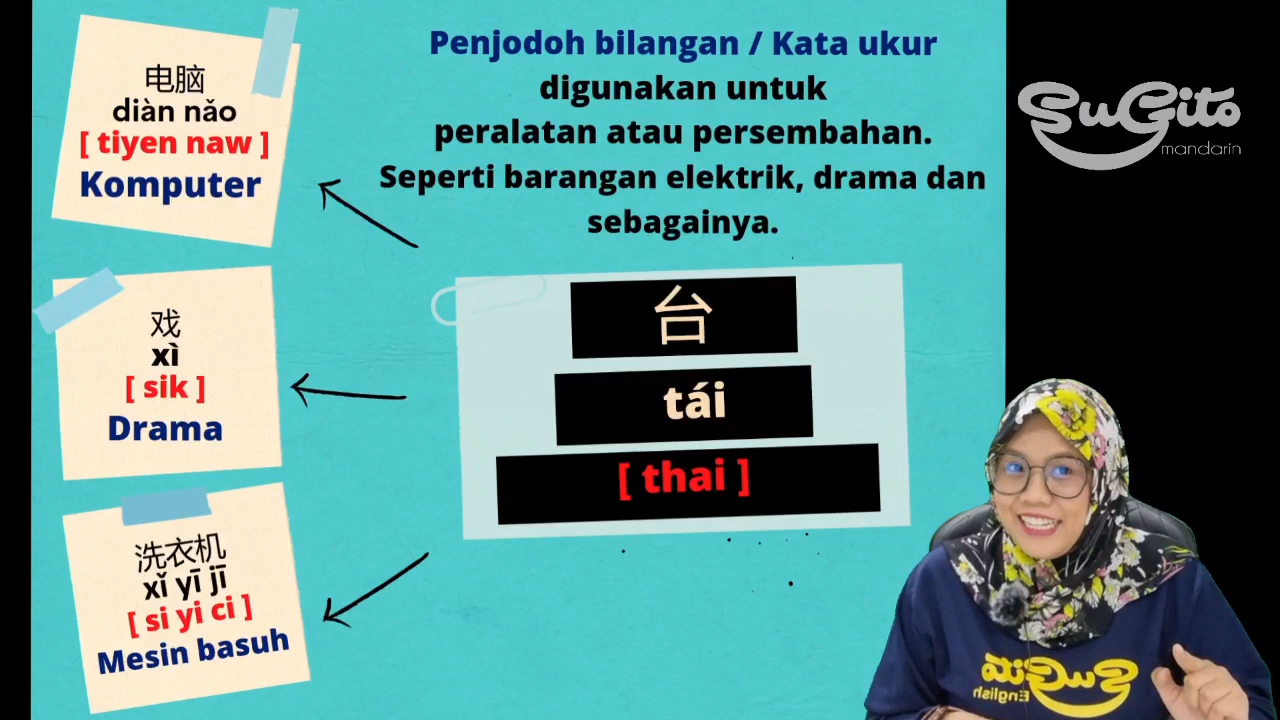 电脑
diàn nǎo
[ tiyen naw ]
Komputer
戏
xì
[ sik ]
Drama
洗衣机
xǐ yī jī
[ si yi ci ]
Mesin basuh
Penjodoh bilangan / Kata ukur
digunakan untuk
peralatan atau persembahan.
Seperti barangan elektrik, drama dan
sebagainya.
台
tái
[ thai ]
SuGito
mandarin
SuGito
English